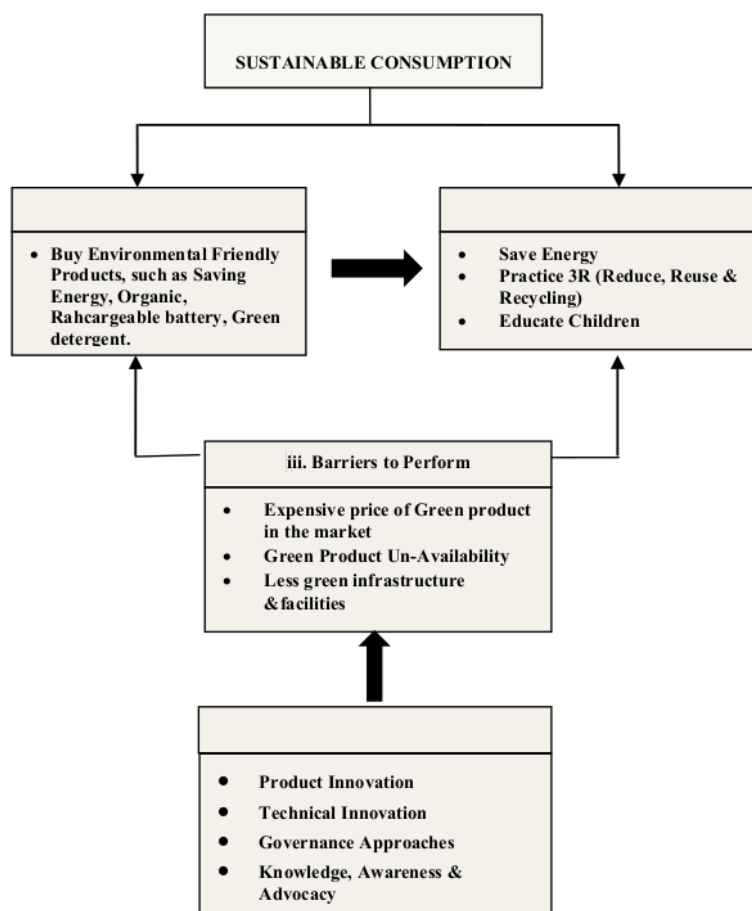 SUSTAINABLE CONSUMPTION
• Buy Environmental Friendly
Products, such as Saving
Energy, Organic,
Rahcargeable battery, Green
detergent.
• Save Energy
• Practice 3R (Reduce, Reuse &
Recycling)
• Educate Children
iii. Barriers to Perform
• Expensive price of Green product
in the market
• Green Product Un-Availability
• Less green infrastructure
&facilities
• Product Innovation
• Technical Innovation
• Governance Approaches
• Knowledge, Awareness &
Advocacy